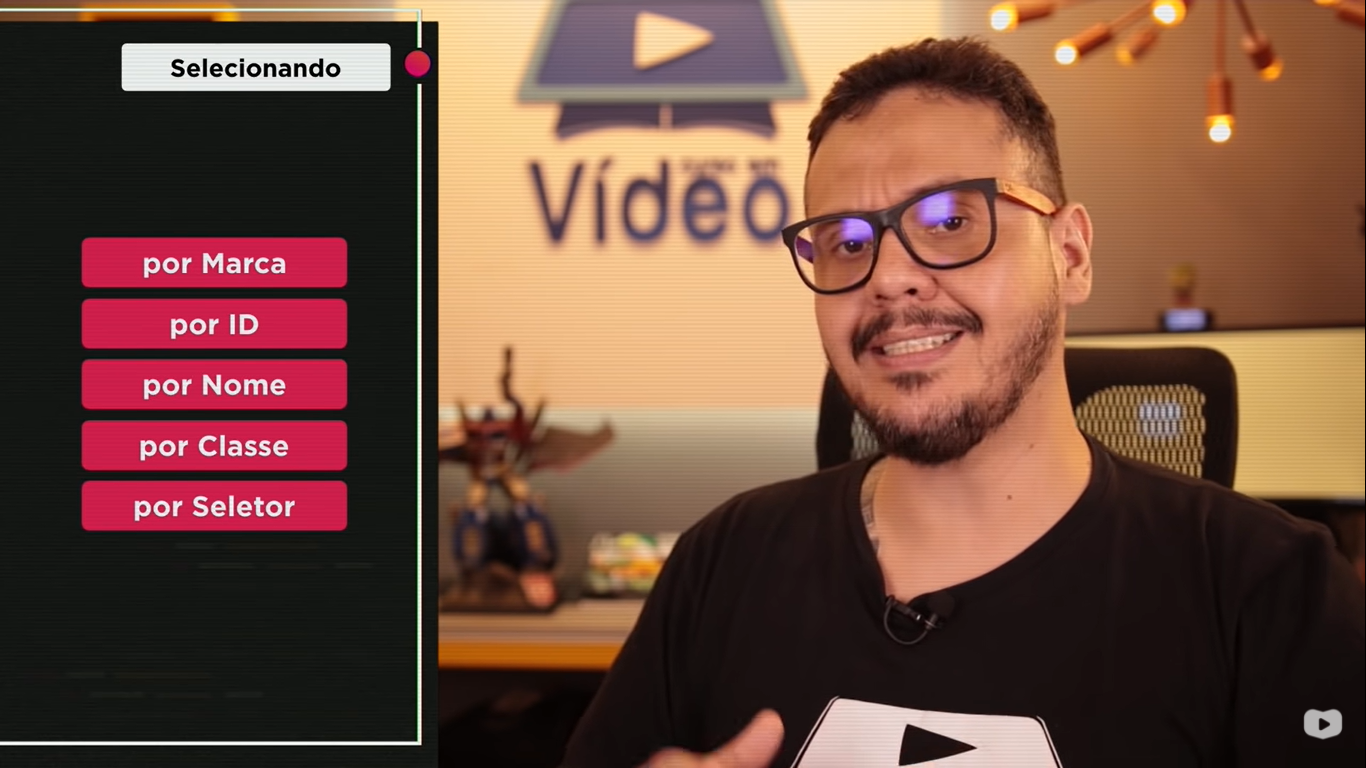 Selecionando
por Marca
por ID
por Nome
por Classe
por Seletor
Vídeo